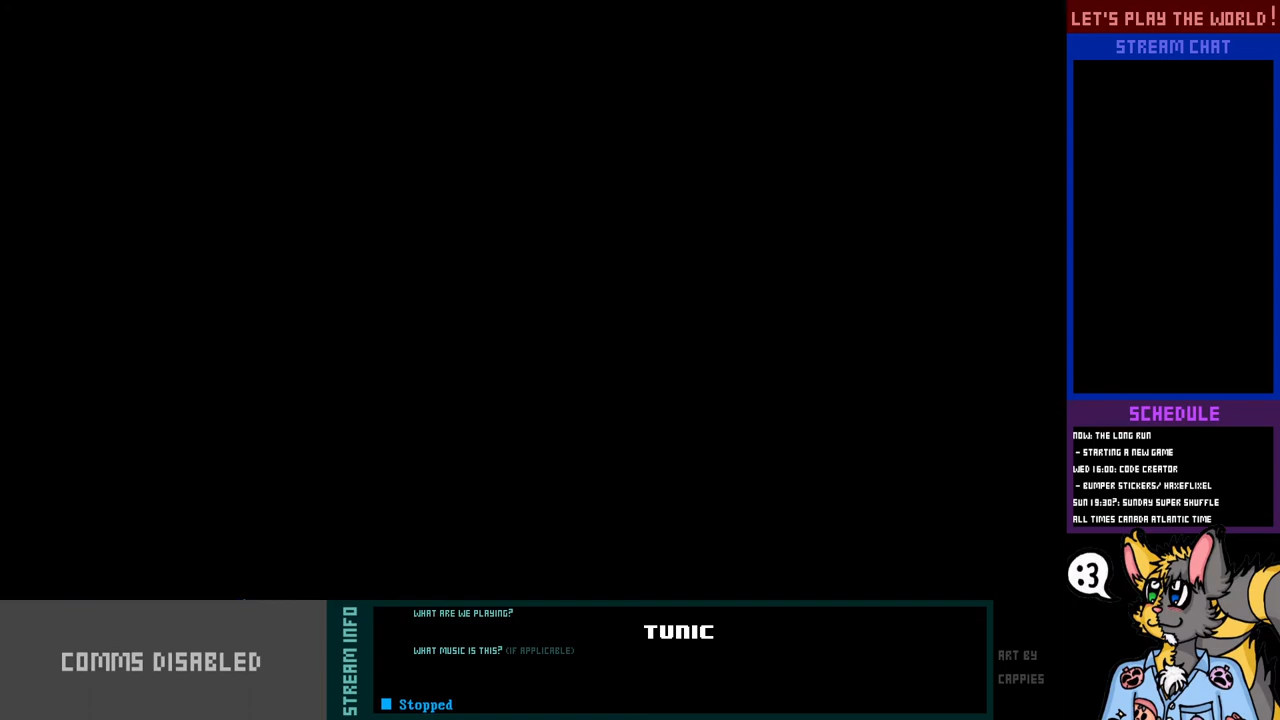 LET'S PLAY THE WORLD!
STREAM CHAT
SCHEDULE
NOW: THE LONG RUN
- STARTING A NEW GAME
WED 16:00: CODE CREATOR
- BUMPER STICKERS/ HAXEFLIXEL
SUN 19:30?: SUNDAY SUPER SHUFFLE
ALL TIMES CANADA ATLANTIC TIME
:3
COMMS DISABLED
STREAM INFO
WHAT ARE WE PLAYING?
TUNIC
WHAT MUSIC IS THIS? (IF APPLICABLE)
Stopped
ART BY
CAPPIES